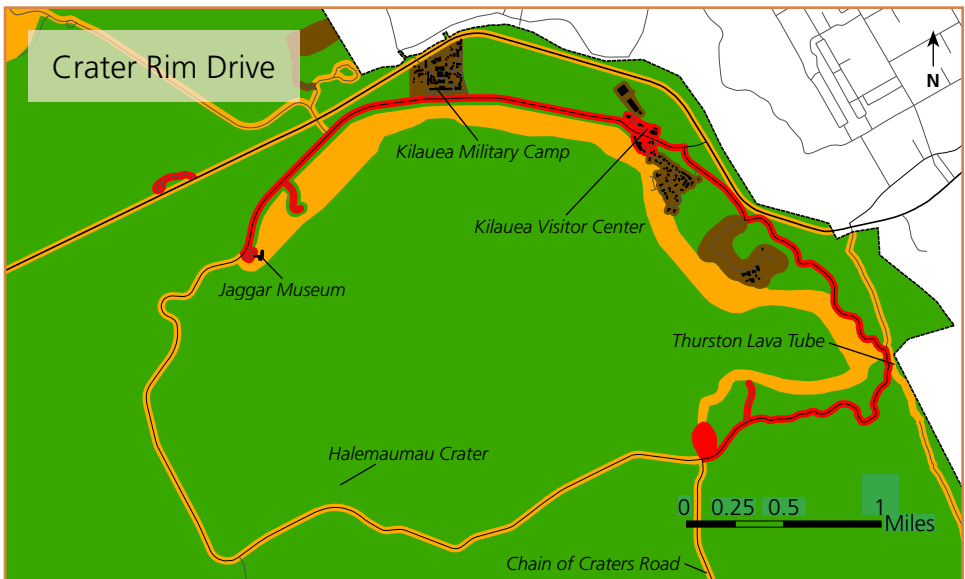 Crater Rim Drive
N
Kilauea Military Camp
Kilauea Visitor Center
Jaggar Museum
Thurston Lava Tube
Halemaumau Crater
0 0.25 0.5 1
Miles
Chain of Craters Road